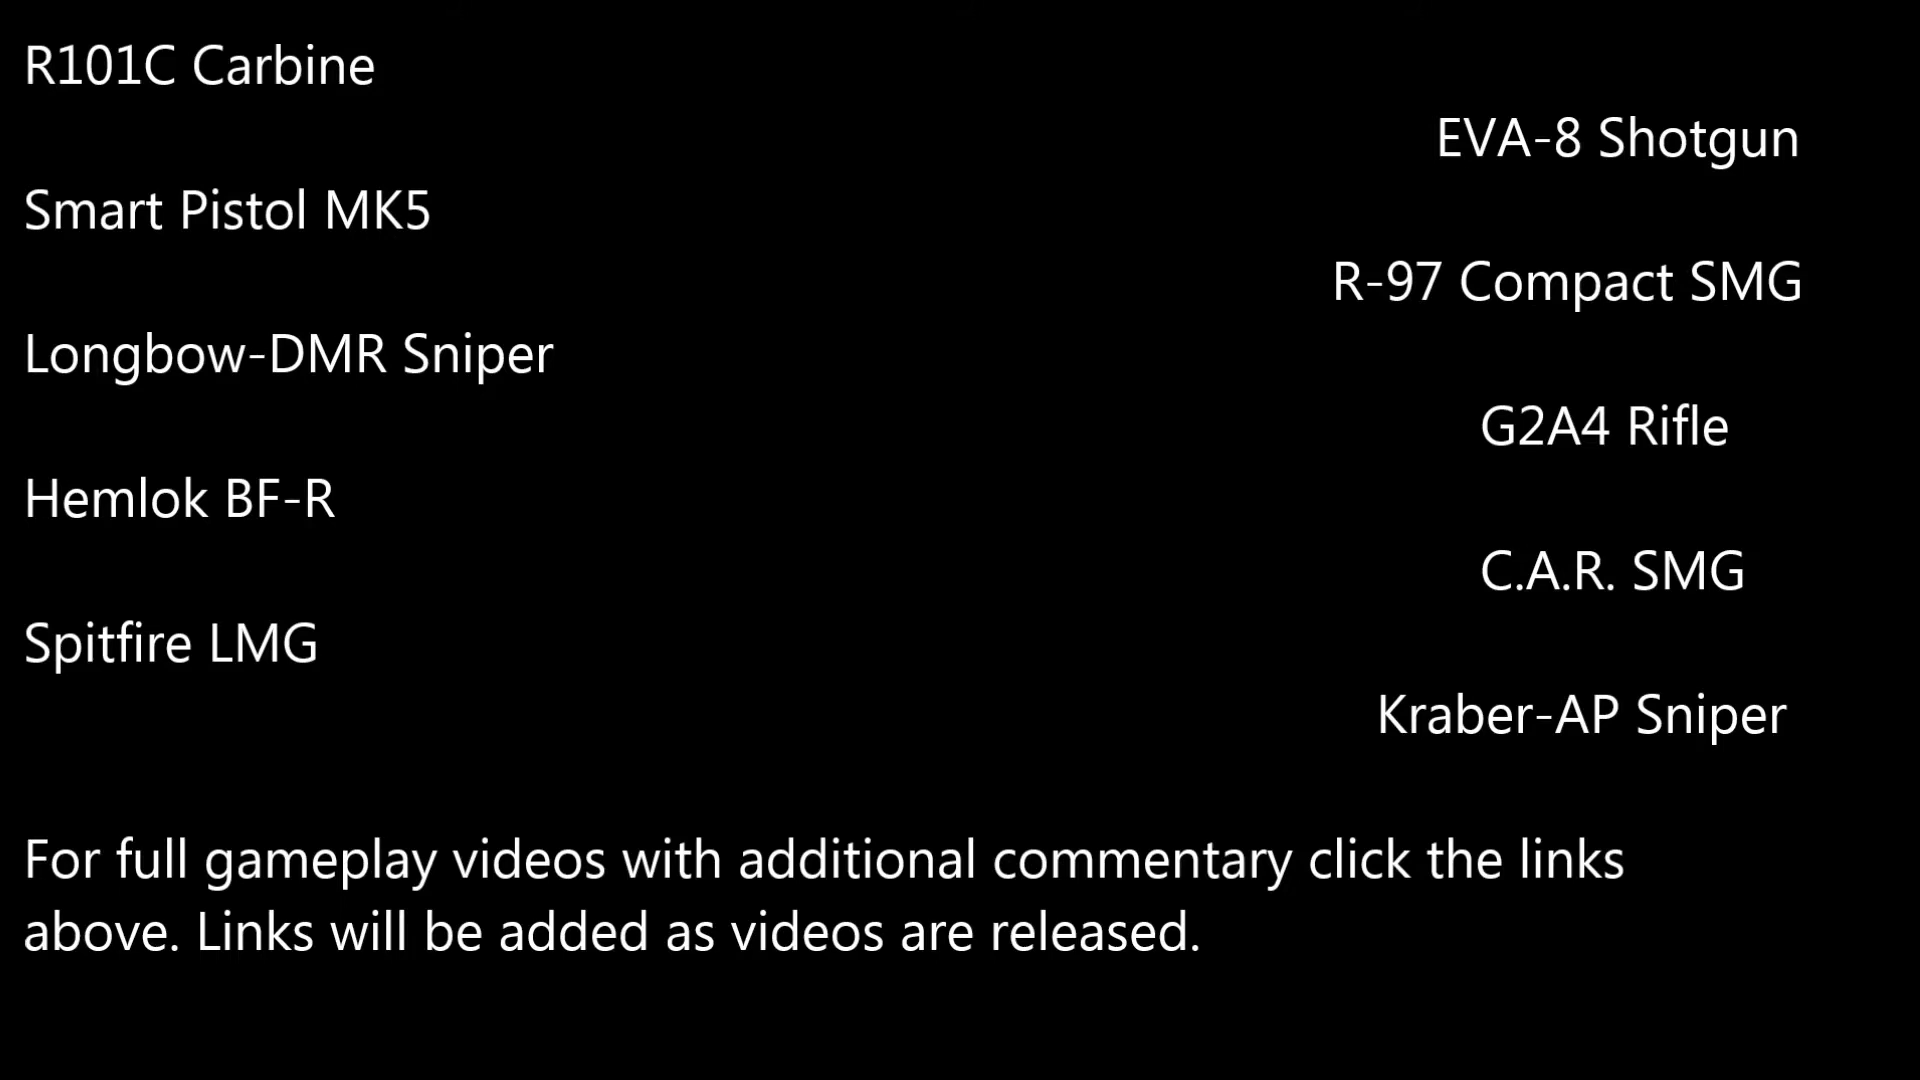 R101C Carbine
EVA-8 Shotgun
Smart Pistol MK5
R-97 Compact SMG
Longbow-DMR Sniper
G2A4 Rifle
Hemlok BF-R
C.A.R. SMG
Spitfire LMG
Kraber-AP Sniper
For full gameplay videos with additional commentary click the links
above. Links will be added as videos are released.